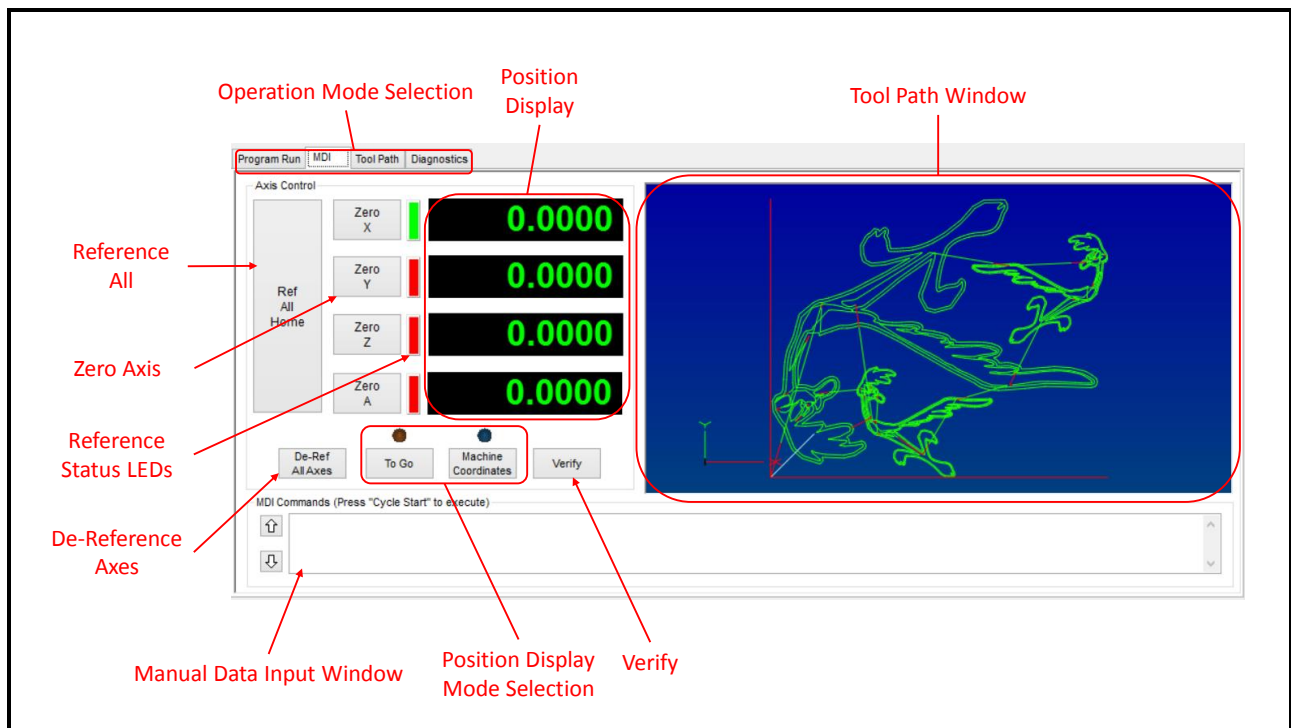 Operation Mode Selection
Position
Display
Tool Path Window
Program Run MDI Tool Path Diagnostics
Axis Control
Zero
X
0.0000
Reference
All
Zero
Y
0.0000
Ref
All
Home
Zero
Z
0.0000
Zero Axis
Zero
A
0.0000
Reference
Status LEDs
De-Ref
All Axes
To Go
Machine
Coordinates
Verify
MDI Commands (Press "Cycle Start" to execute)
De-Reference
Axes
Manual Data Input Window
Position Display
Mode Selection
Verify
Y